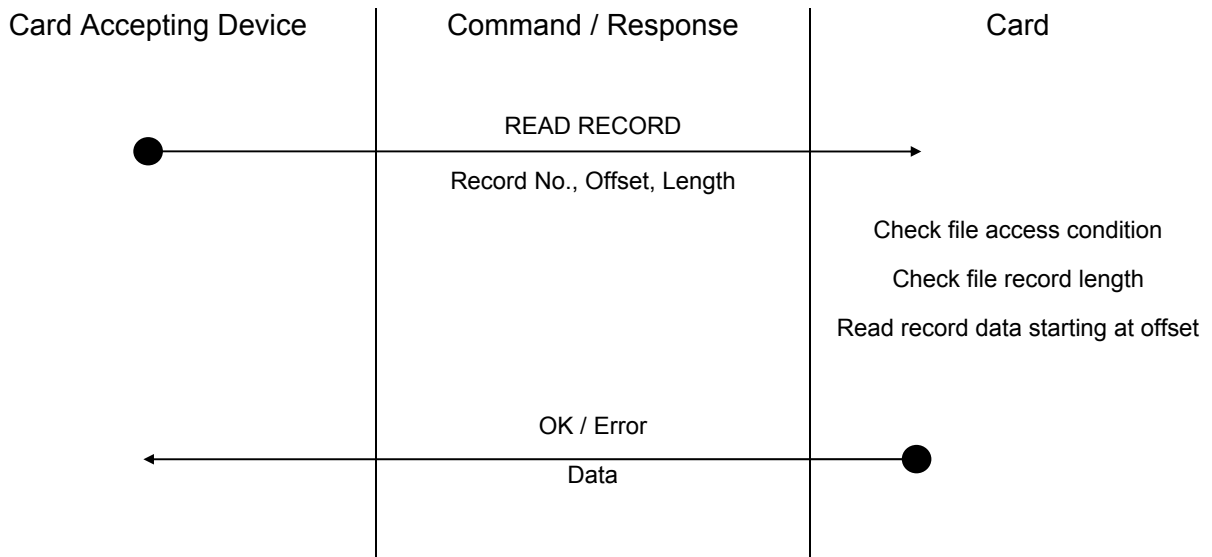 Card Accepting Device
Command / Response
Card
READ RECORD
Record No., Offset, Length
Check file access condition
Check file record length
Read record data starting at offset
OK / Error
Data